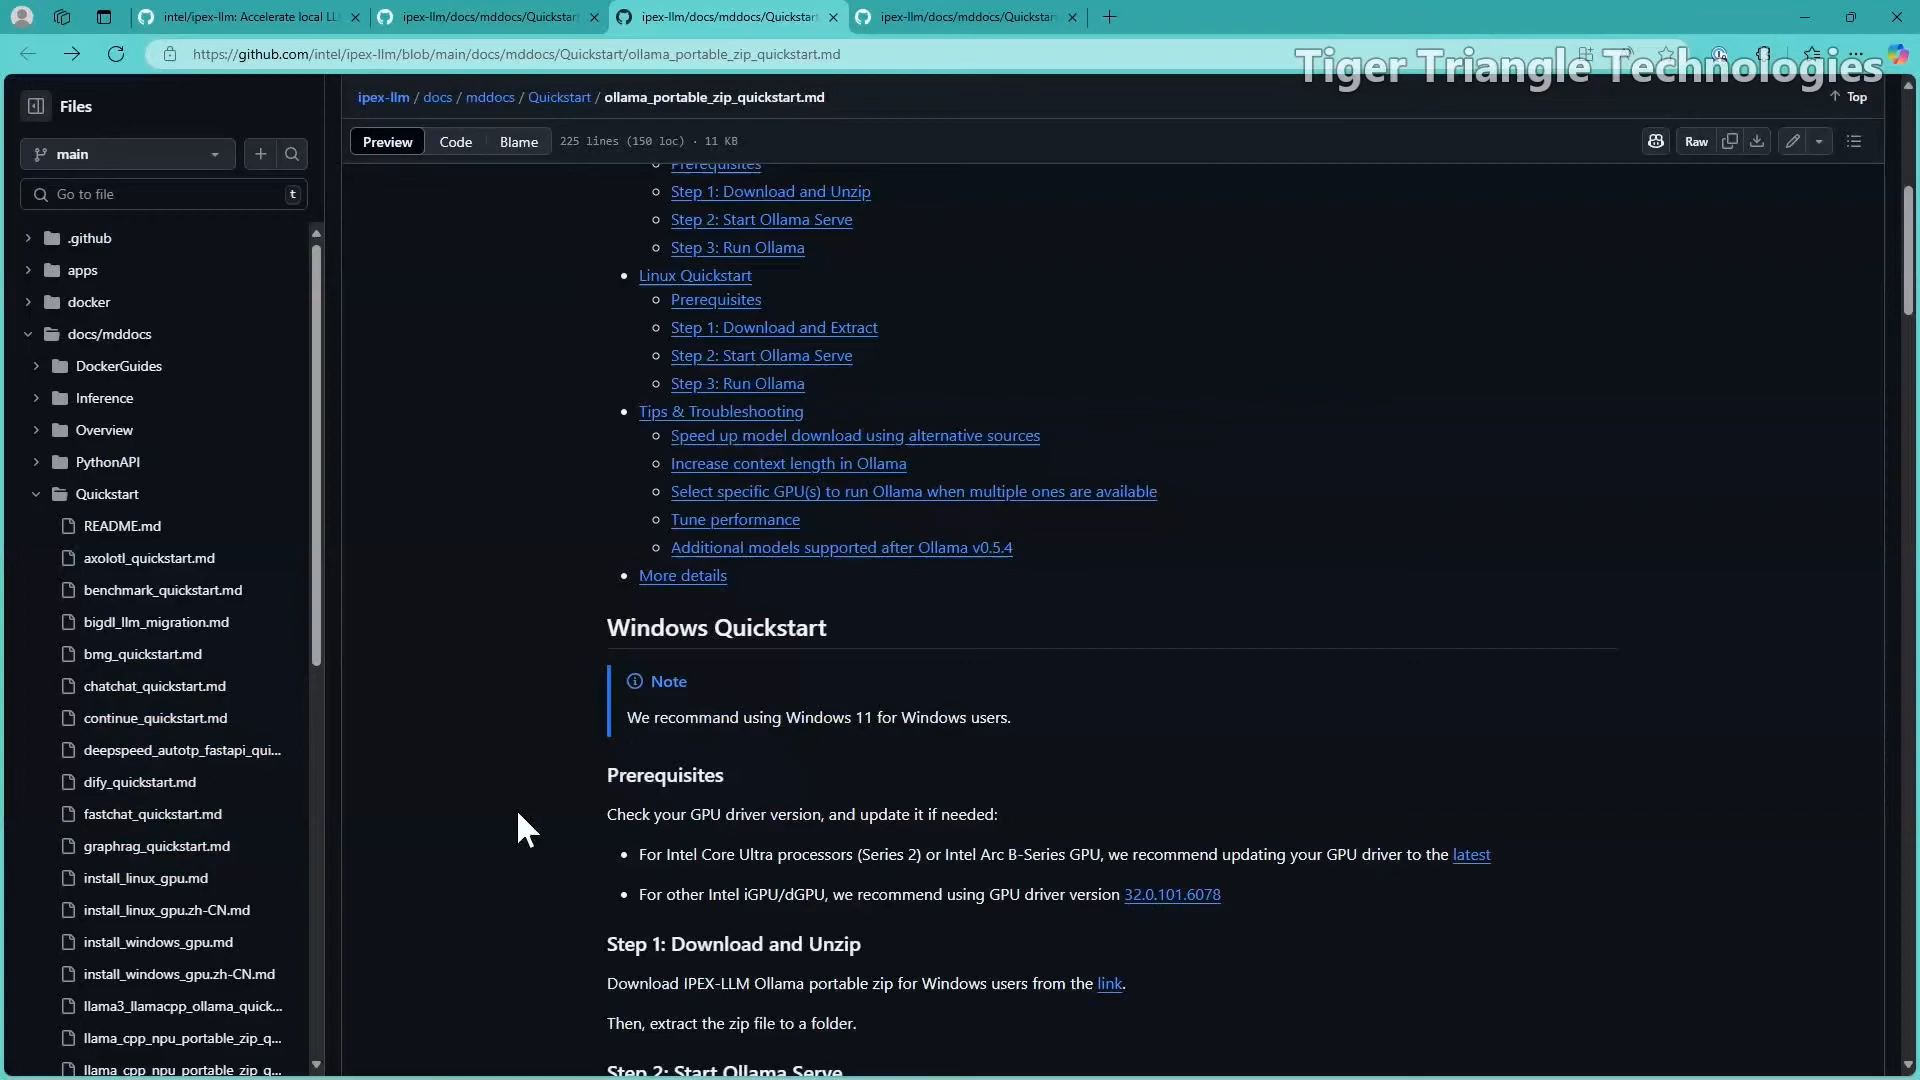 intel/ipex-llm: Accelerate local LL
ipex-llm/docs/mddocs/Quickstar
ipex-llm/docs/mddocs/Quickstar
ipex-llm/docs/mddocs/Quickstar
https://github.com/intel/ipex-llm/blob/main/docs/mddocs/Quickstart/ollama_portable_zip_quickstart.md
Tiger Triangle Technologies
Files
ipex-llm / docs / mddocs / Quickstart / ollama_portable_zip_quickstart.md
Top
main
Preview Code Blame 225 lines (150 loc) · 11 KB
Raw
Go to file t
.github
apps
docker
docs/mddocs
DockerGuides
Inference
Overview
PythonAPI
Quickstart
README.md
axolotl_quickstart.md
benchmark_quickstart.md
bigdl_llm_migration.md
bmg_quickstart.md
chatchat_quickstart.md
continue_quickstart.md
deepspeed_autotp_fastapi_qui...
dify_quickstart.md
fastchat_quickstart.md
graphrag_quickstart.md
install_linux_gpu.md
install_linux_gpu.zh-CN.md
install_windows_gpu.md
install_windows_gpu.zh-CN.md
llama3_llamacpp_ollama_quick...
llama_cpp_npu_portable_zip_q...
llama_cpp_npu_portable_zip_q...
Prerequisites
Step 1: Download and Unzip
Step 2: Start Ollama Serve
Step 3: Run Ollama
Linux Quickstart
Prerequisites
Step 1: Download and Extract
Step 2: Start Ollama Serve
Step 3: Run Ollama
Tips & Troubleshooting
Speed up model download using alternative sources
Increase context length in Ollama
Select specific GPU(s) to run Ollama when multiple ones are available
Tune performance
Additional models supported after Ollama v0.5.4
More details
Windows Quickstart
Note
We recommand using Windows 11 for Windows users.
Prerequisites
Check your GPU driver version, and update it if needed:
For Intel Core Ultra processors (Series 2) or Intel Arc B-Series GPU, we recommend updating your GPU driver to the latest
For other Intel iGPU/dGPU, we recommend using GPU driver version 32.0.101.6078
Step 1: Download and Unzip
Download IPEX-LLM Ollama portable zip for Windows users from the link.
Then, extract the zip file to a folder.
Step 2: Start Ollama Serve